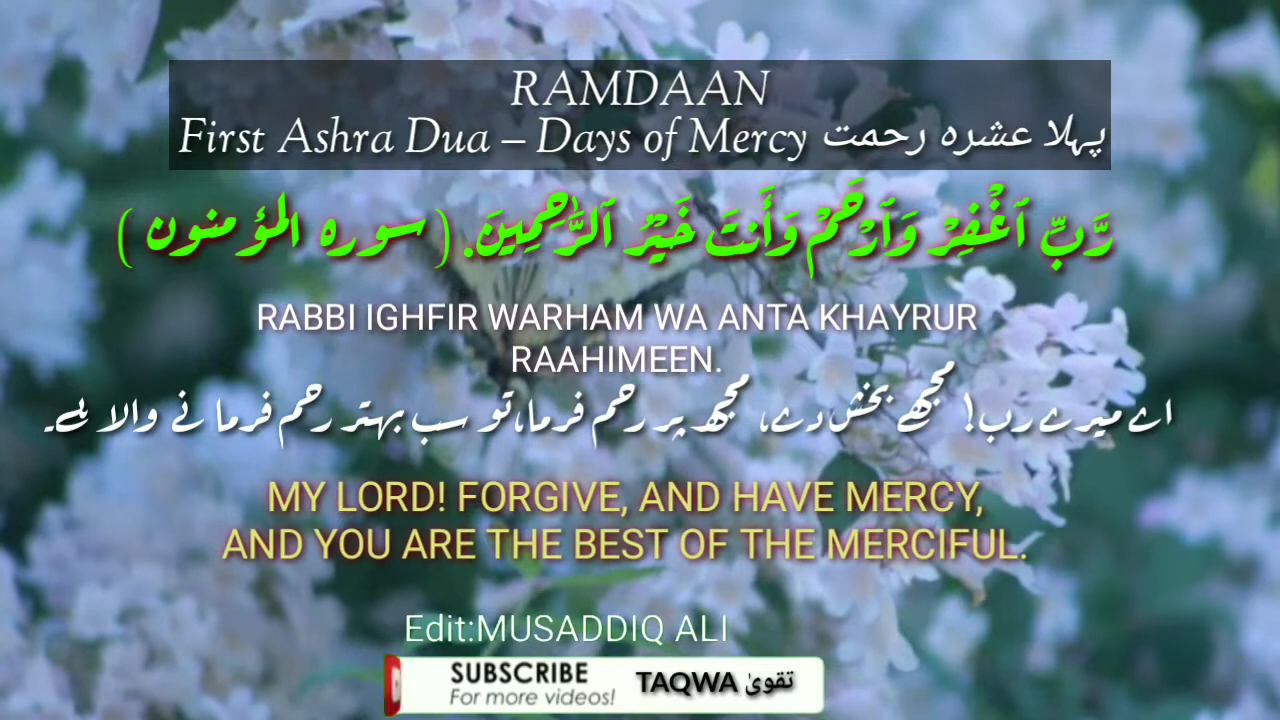 RAMDAAN
First Ashra Dua – Days of Mercy پہلا عشرہ رحمت
رَّبِّ ٱغْفِرْ وَٱرْحَمْ وَأَنتَ خَيْرُ ٱلرَّٰحِمِينَ. ( سورہ المؤمنون )
RABBI IGHFIR WARHAM WA ANTA KHAYRUR
RAAHIMEEN.
اے میرے رب! مجھے بخش دے، مجھ پر رحم فرما، تو سب بہتر رحم فرمانے والا ہے۔
MY LORD! FORGIVE, AND HAVE MERCY,
AND YOU ARE THE BEST OF THE MERCIFUL.
Edit:MUSADDIQ ALI
SUBSCRIBE
For more videos!
TAQWA تقویٰ